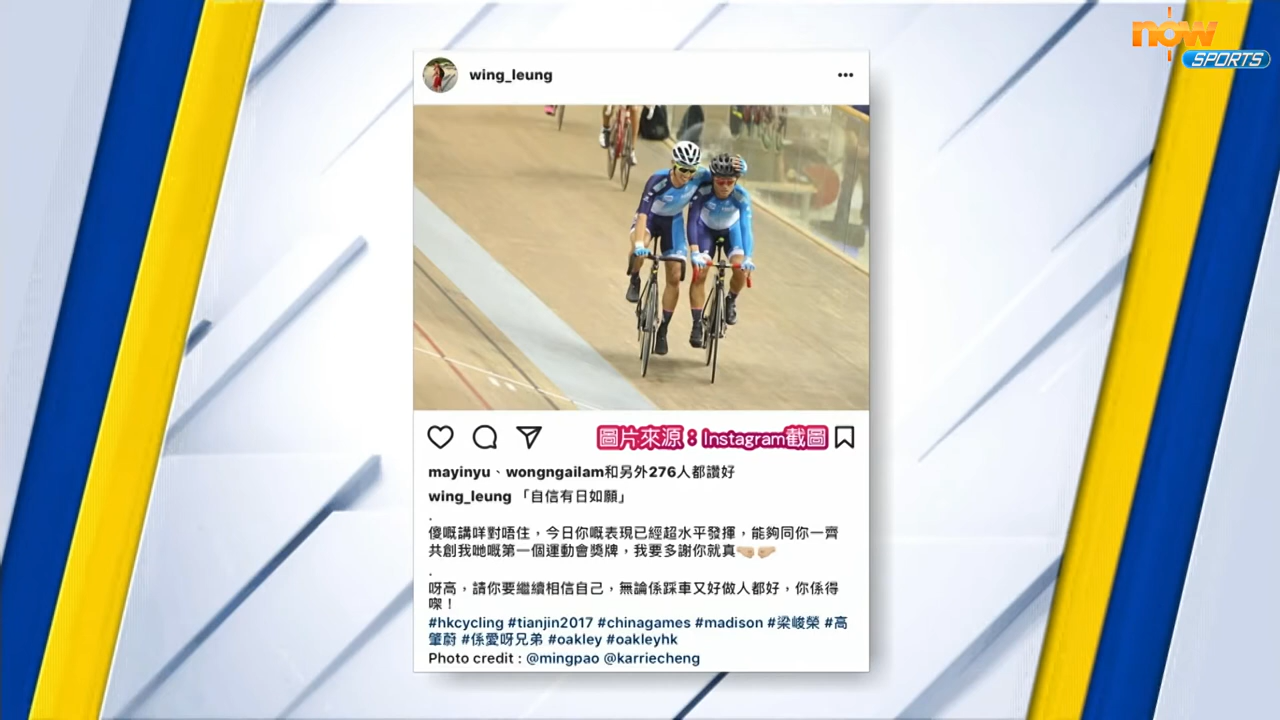 now
SPORTS
wing_leung
圖片來源：Instagram截圖
mayinyu、wongngailam和另外276人都讚好
wing_leung 「自信有日如願」
.
傻嘅講咩對唔住，今日你嘅表現已經超水平發揮，能夠同你一齊
共創我哋嘅第一個運動會獎牌，我要多謝你就真🤜🏼🤛🏼
.
呀高，請你要繼續相信自己，無論係踩車又好做人都好，你係得
㗎！
#hkcycling #tianjin2017 #chinagames #madison #梁峻榮 #高
肇蔚 #係愛呀兄弟 #oakley #oakleyhk
Photo credit : @mingpao @karriecheng